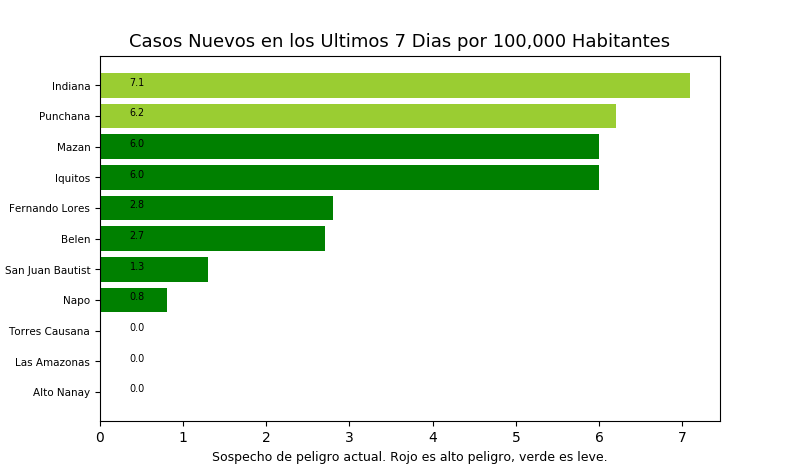 Casos Nuevos en los Ultimos 7 Dias por 100,000 Habitantes
Indiana 7.1
Punchana 6.2
Mazan 6.0
Iquitos 6.0
Fernando Lores 2.8
Belen 2.7
San Juan Bautist 1.3
Napo 0.8
Torres Causana 0.0
Las Amazonas 0.0
Alto Nanay 0.0
0 1 2 3 4 5 6 7
Sospecho de peligro actual. Rojo es alto peligro, verde es leve.